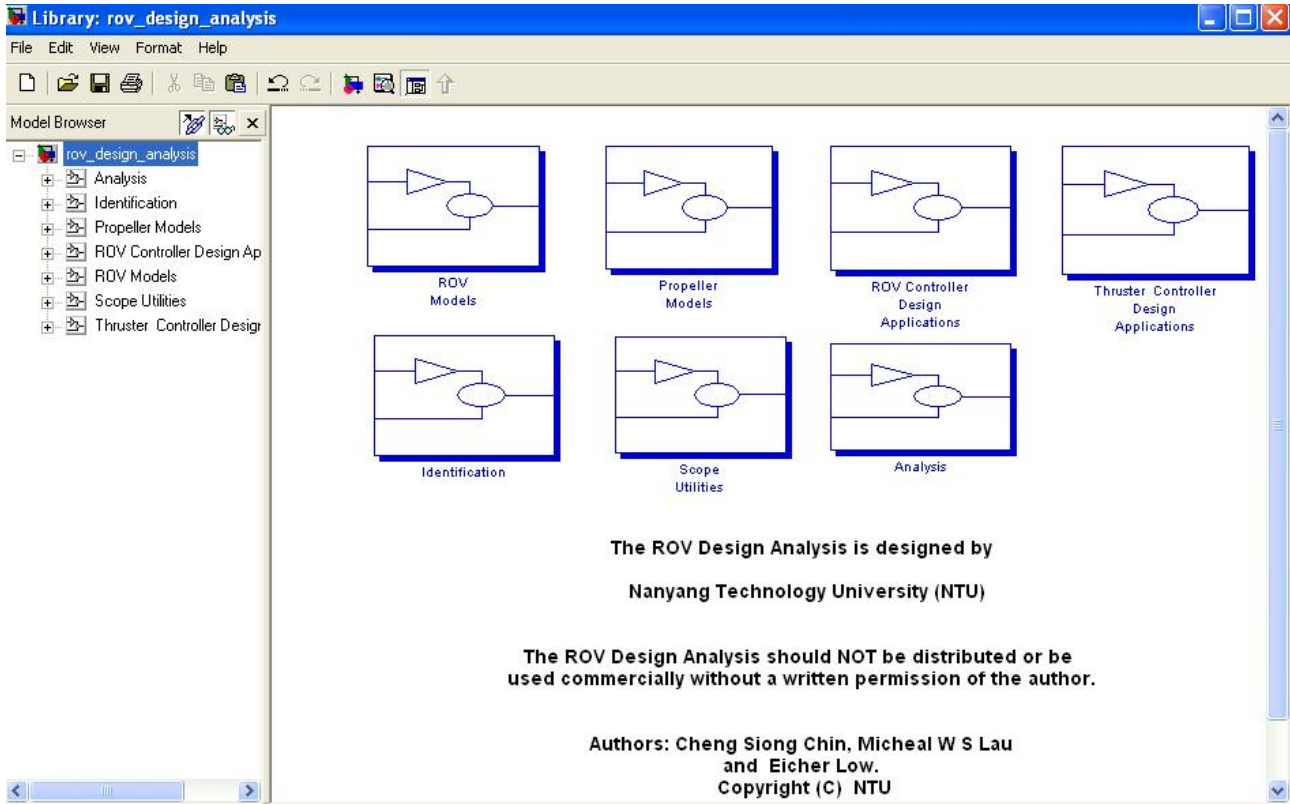 Library: rov_design_analysis
File Edit View Format Help
Model Browser
rov_design_analysis
Analysis
Identification
Propeller Models
ROV Controller Design Ap
ROV Models
Scope Utilities
Thruster Controller Desigr
ROV
Models
Propeller
Models
ROV Controller
Design
Applications
Thruster Controller
Design
Applications
Identification
Scope
Utilities
Analysis
The ROV Design Analysis is designed by
Nanyang Technology University (NTU)
The ROV Design Analysis should NOT be distributed or be
used commercially without a written permission of the author.
Authors: Cheng Siong Chin, Micheal W S Lau
and Eicher Low.
Copyright (C) NTU